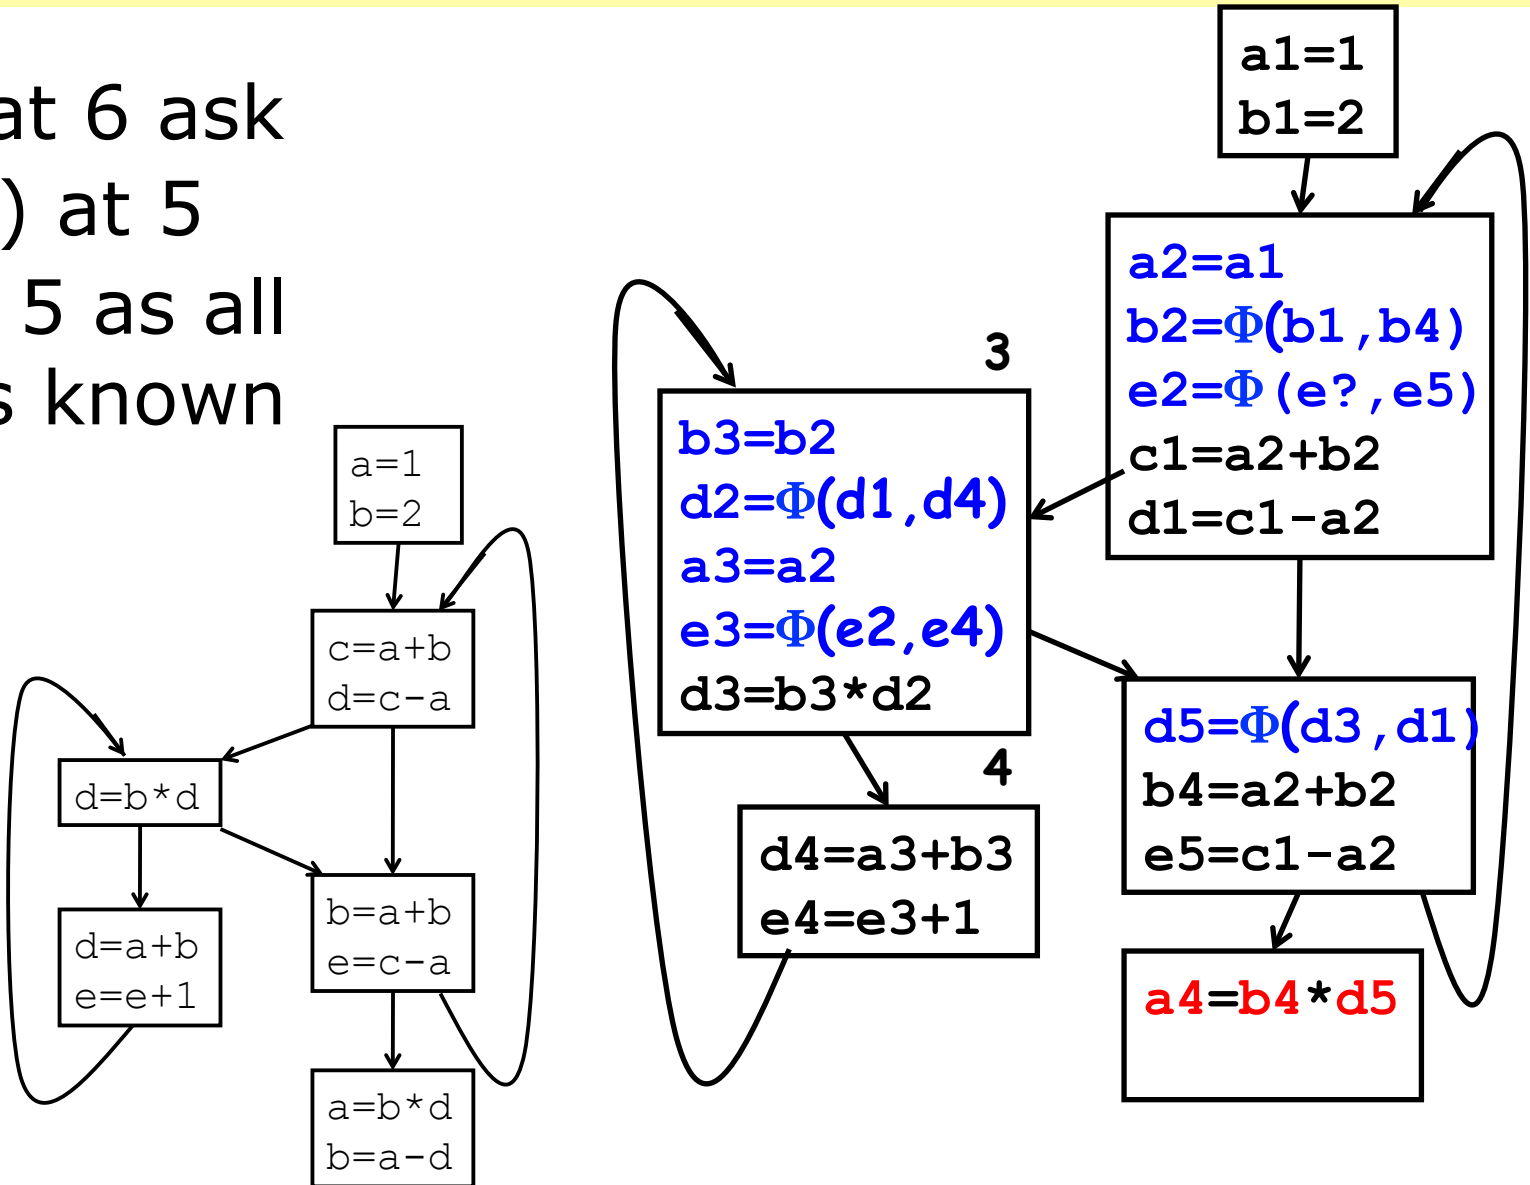 at 6 ask
) at 5
5 as all
s known
a=1
b=2
c=a+b
d=c-a
d=b*d
d=a+b
e=e+1
b=a+b
e=c-a
a=b*d
b=a-d
a1=1
b1=2
a2=a1
b2=Φ(b1,b4)
e2=Φ(e?,e5)
c1=a2+b2
d1=c1-a2
3
b3=b2
d2=Φ(d1,d4)
a3=a2
e3=Φ(e2,e4)
d3=b3*d2
4
d4=a3+b3
e4=e3+1
d5=Φ(d3,d1)
b4=a2+b2
e5=c1-a2
a4=b4*d5